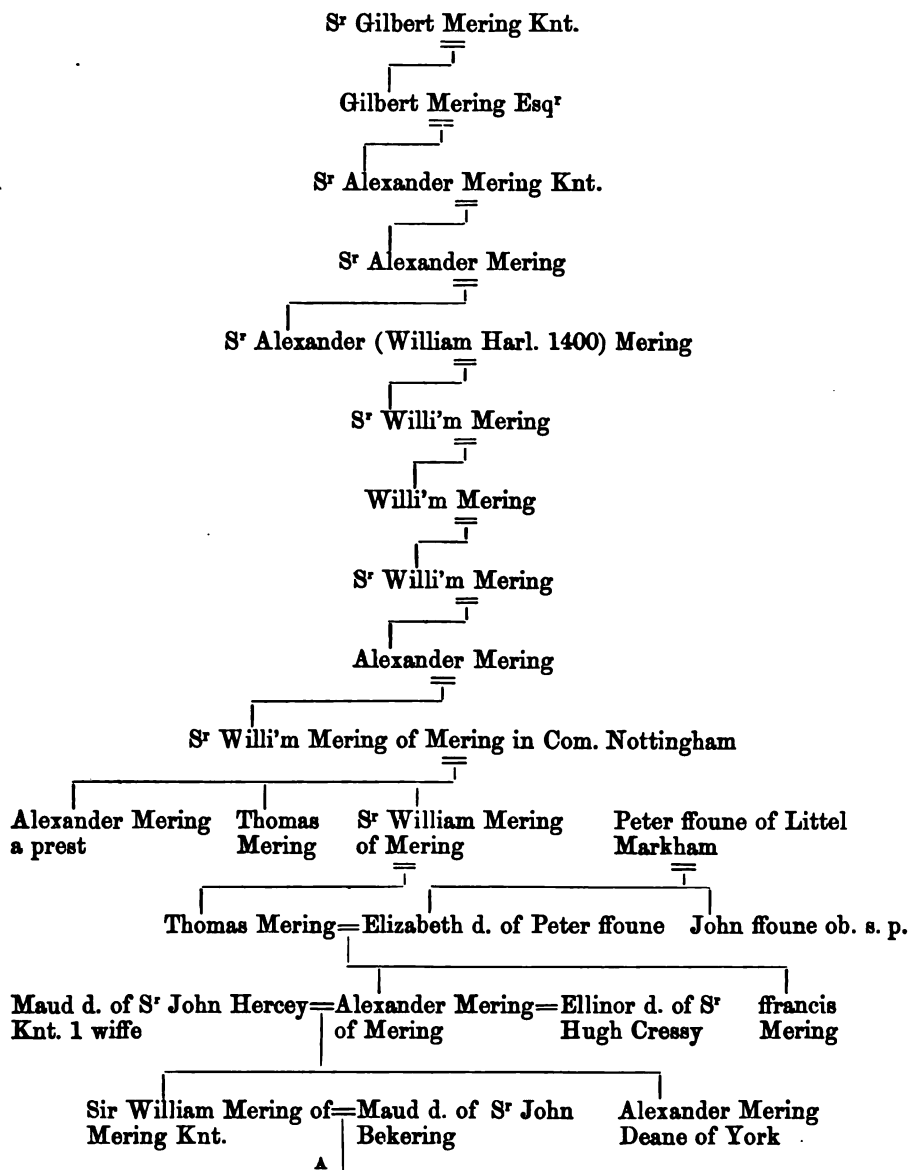 Sʳ Gilbert Mering Knt.
Gilbert Mering Esqʳ
Sʳ Alexander Mering Knt.
Sʳ Alexander Mering
Sʳ Alexander (William Harl. 1400) Mering
Sʳ Willi'm Mering
Willi'm Mering
Sʳ Willi'm Mering
Alexander Mering
Sʳ Willi'm Mering of Mering in Com. Nottingham
Alexander Mering
a prest
Thomas
Mering
Sʳ William Mering
of Mering
Peter ffoune of Littel
Markham
Thomas Mering=Elizabeth d. of Peter ffoune
John ffoune ob. s. p.
Maud d. of Sʳ John Hercey=Alexander Mering=Ellinor d. of Sʳ
Knt. 1 wiffe
of Mering
Hugh Cressy
ffrancis
Mering
Sir William Mering of=Maud d. of Sʳ John
Mering Knt.
Bekering
Alexander Mering
Deane of York
A